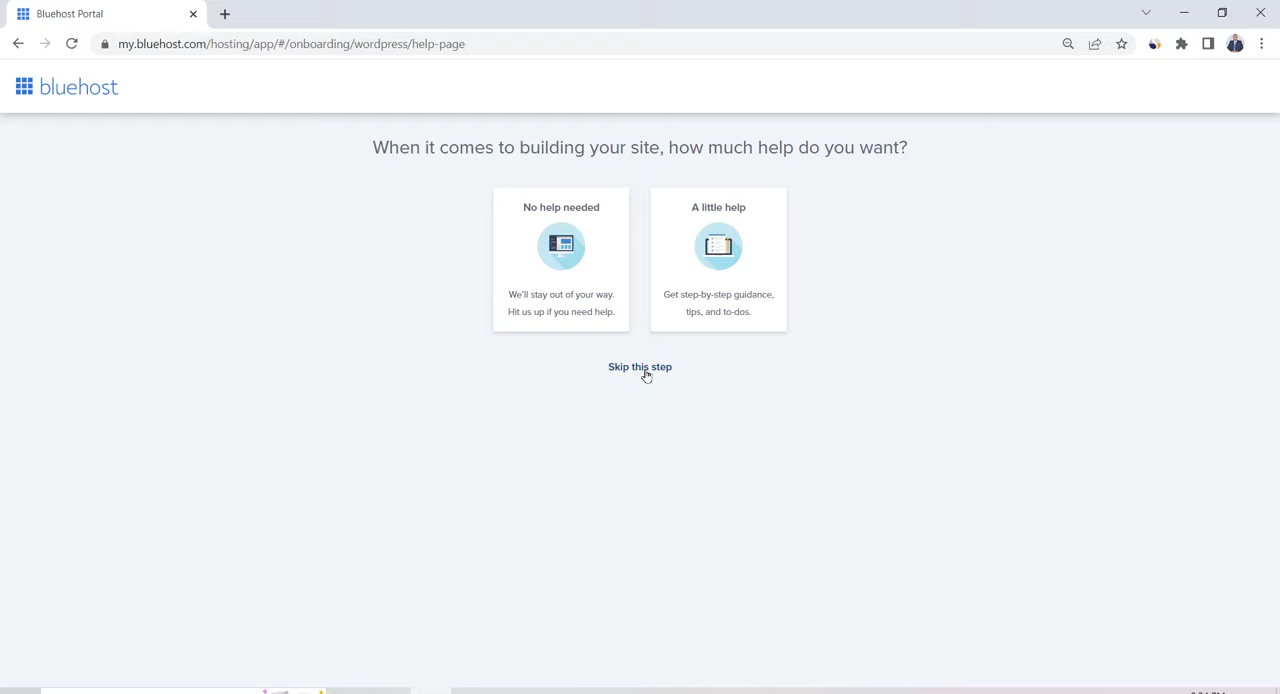 Bluehost Portal
my.bluehost.com/hosting/app/#/onboarding/wordpress/help-page
bluehost
When it comes to building your site, how much help do you want?
No help needed
We'll stay out of your way.
Hit us up if you need help.
A little help
Get step-by-step guidance,
tips, and to-dos.
Skip this step